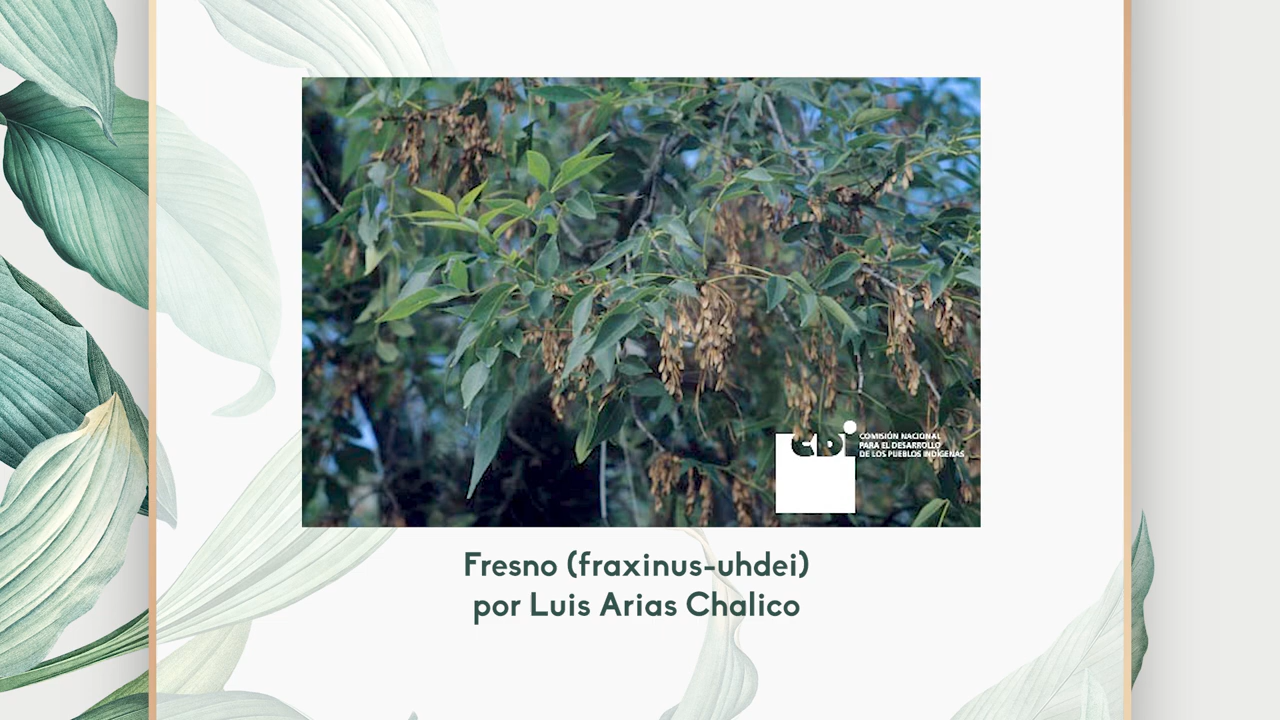 CDI
COMISIÓN NACIONAL
PARA EL DESARROLLO
DE LOS PUEBLOS INDÍGENAS
Fresno (fraxinus-uhdei)
por Luis Arias Chalico